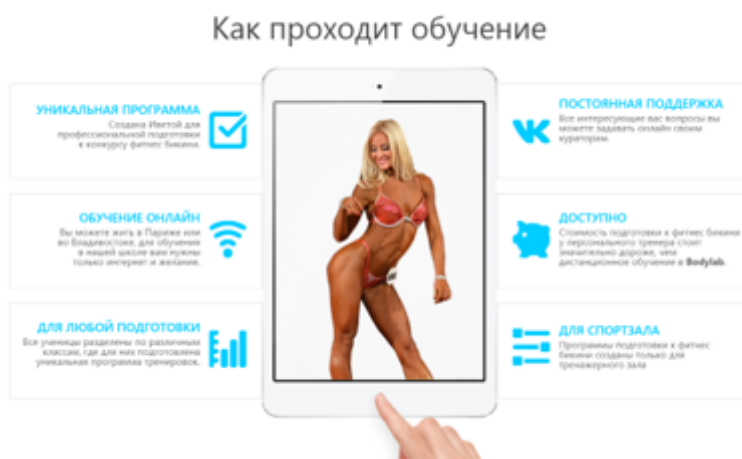 Как проходит обучение
УНИКАЛЬНАЯ ПРОГРАММА
Создана Иветой для
профессиональной подготовки
к конкурсу фитнес бикини.
ОБУЧЕНИЕ ОНЛАЙН
Вы можете жить в Париже или
во Владивостоке, для обучения
в нашей школе вам нужны
только интернет и желание.
ДЛЯ ЛЮБОЙ ПОДГОТОВКИ
Все ученицы разделены по различным
классам, где для них подготовлена
уникальная программа тренировок.
ПОСТОЯННАЯ ПОДДЕРЖКА
Все интересующие вас вопросы вы
можете задавать онлайн своим
кураторам.
ДОСТУПНО
Стоимость подготовки к фитнес бикини
у персонального тренера стоит
значительно дороже, чем
дистанционное обучение в Bodylab.
ДЛЯ СПОРТЗАЛА
Программы подготовки к фитнес
бикини созданы только для
тренажерного зала